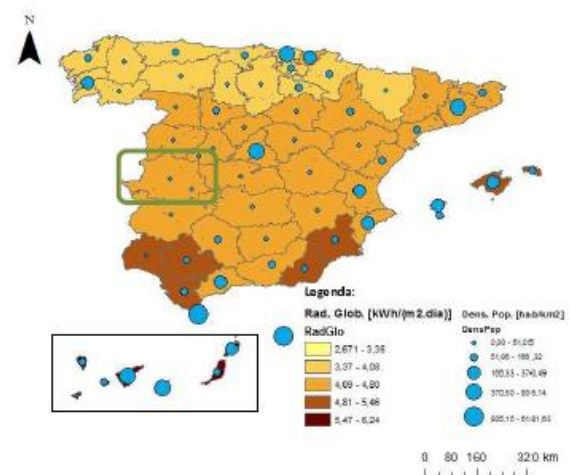 N
Legenda:
Rad. Glob. [kWh/(m2.dia)]
RadGlo
2,671 - 3,36
3,37 - 4,08
4,09 - 4,80
4,81 - 5,46
5,47 - 6,24
Dens. Pop. [hab/km2]
DensPop
0 80 160 320 km